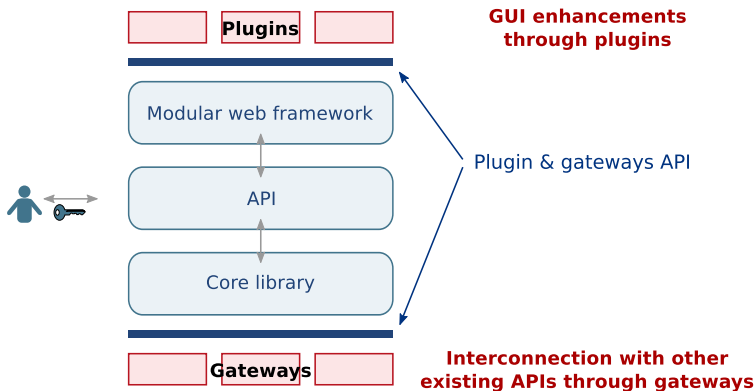 Plugins
GUI enhancements
through plugins
Modular web framework
Plugin & gateways API
API
Core library
Gateways
Interconnection with other
existing APIs through gateways